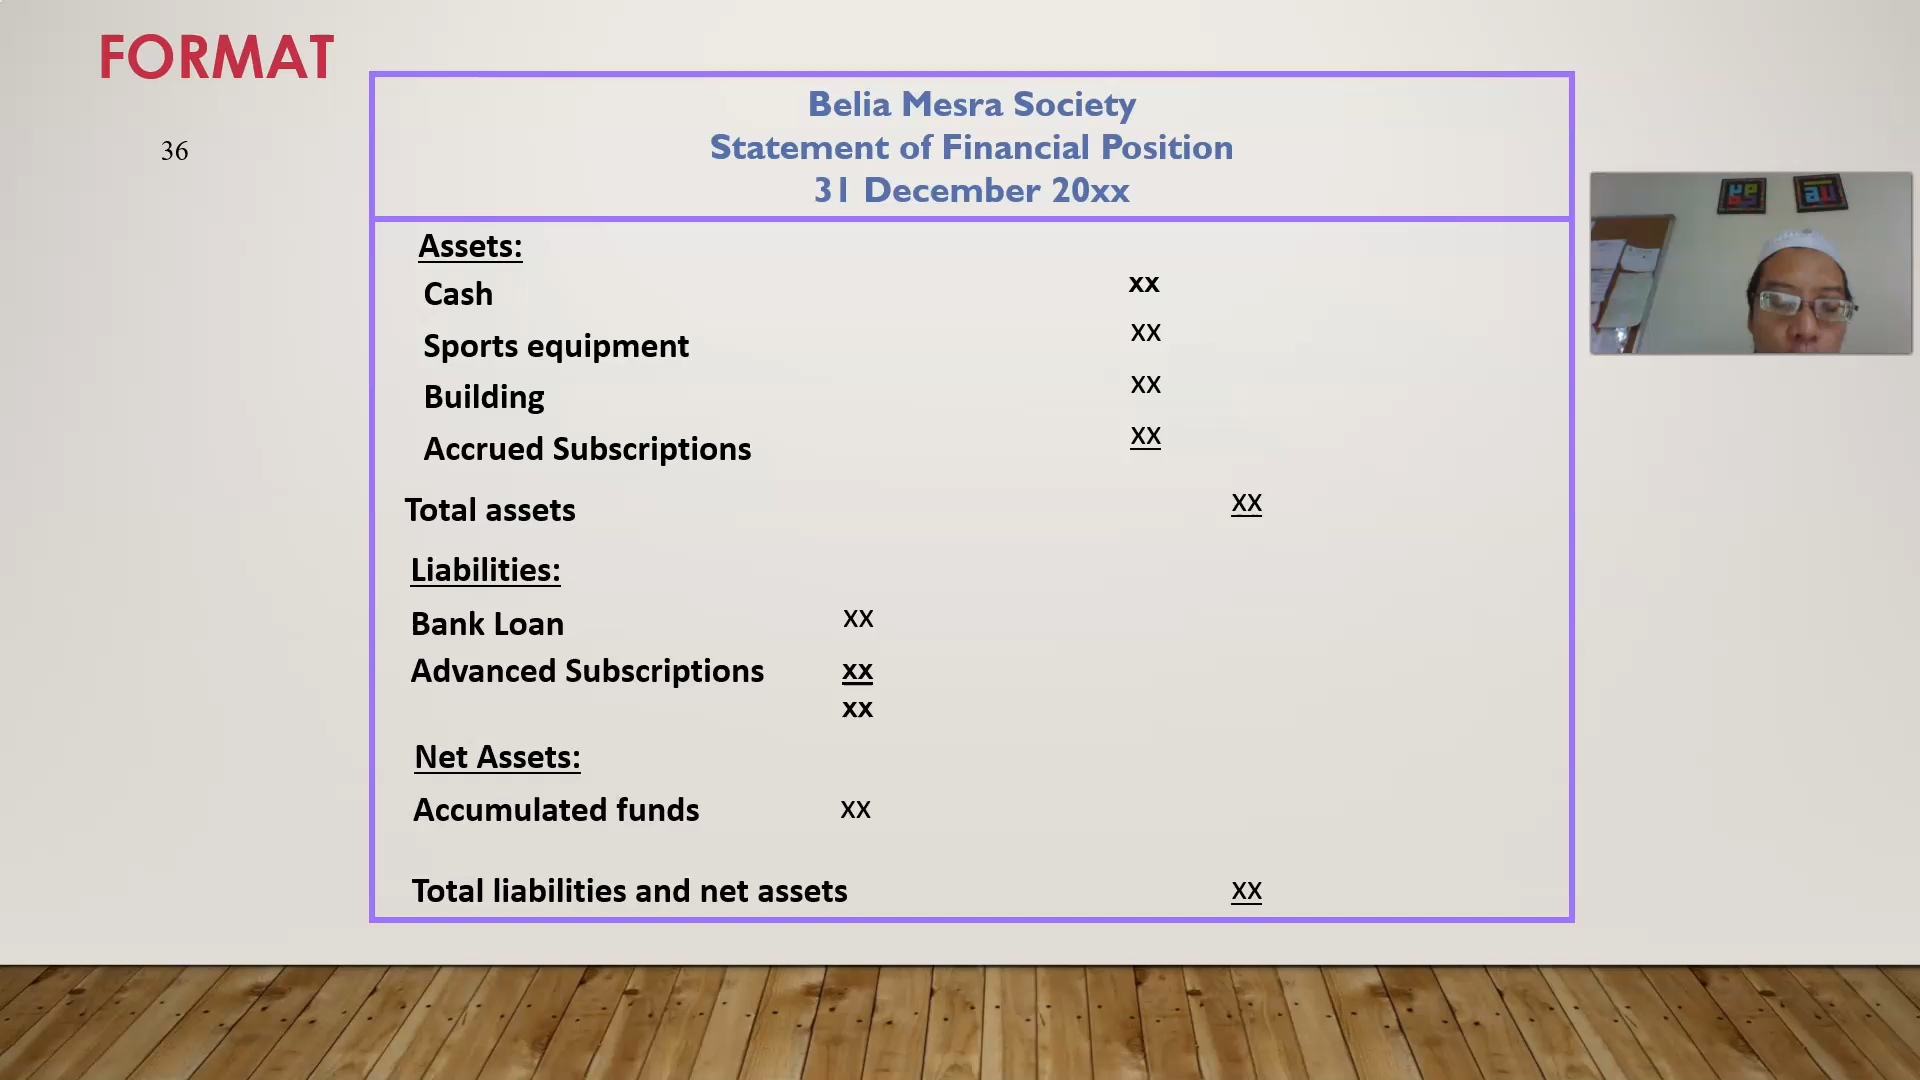 FORMAT
36
Belia Mesra Society
Statement of Financial Position
31 December 20xx
Assets:
Cash xx
Sports equipment xx
Building xx
Accrued Subscriptions xx
Total assets xx
Liabilities:
Bank Loan xx
Advanced Subscriptions xx
xx
Net Assets:
Accumulated funds xx
Total liabilities and net assets xx